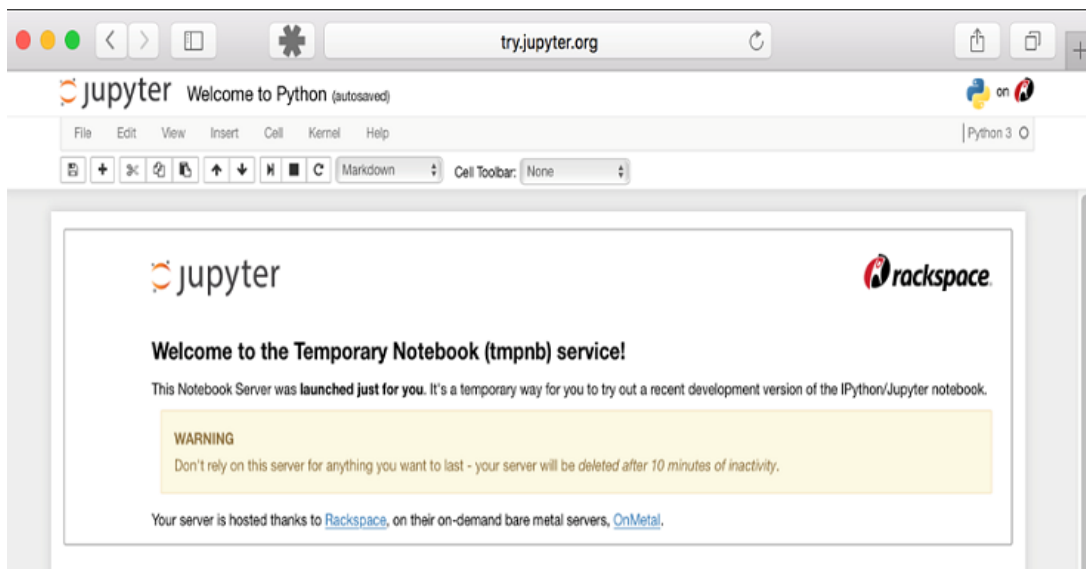 try.jupyter.org
jupyter Welcome to Python (autosaved) on
File Edit View Insert Cell Kernel Help Python 3
Markdown Cell Toolbar: None
jupyter rackspace.
Welcome to the Temporary Notebook (tmpnb) service!
This Notebook Server was launched just for you. It's a temporary way for you to try out a recent development version of the IPython/Jupyter notebook.
WARNING
Don't rely on this server for anything you want to last - your server will be deleted after 10 minutes of inactivity.
Your server is hosted thanks to Rackspace, on their on-demand bare metal servers, OnMetal.